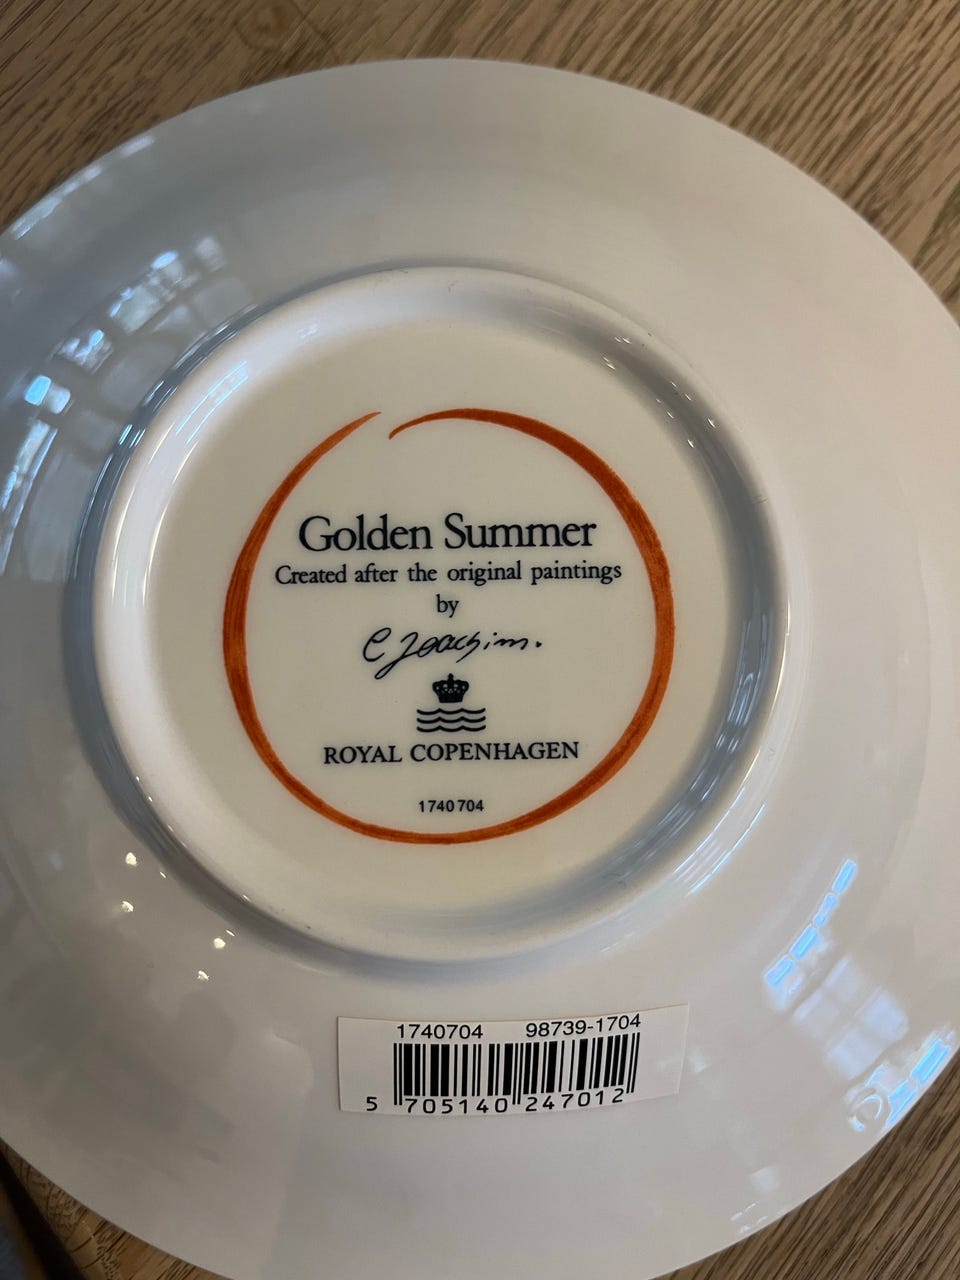 Golden Summer
Created after the original paintings
by
C Joachim.
ROYAL COPENHAGEN
1740704
1740704 98739-1704
5 705140 247012